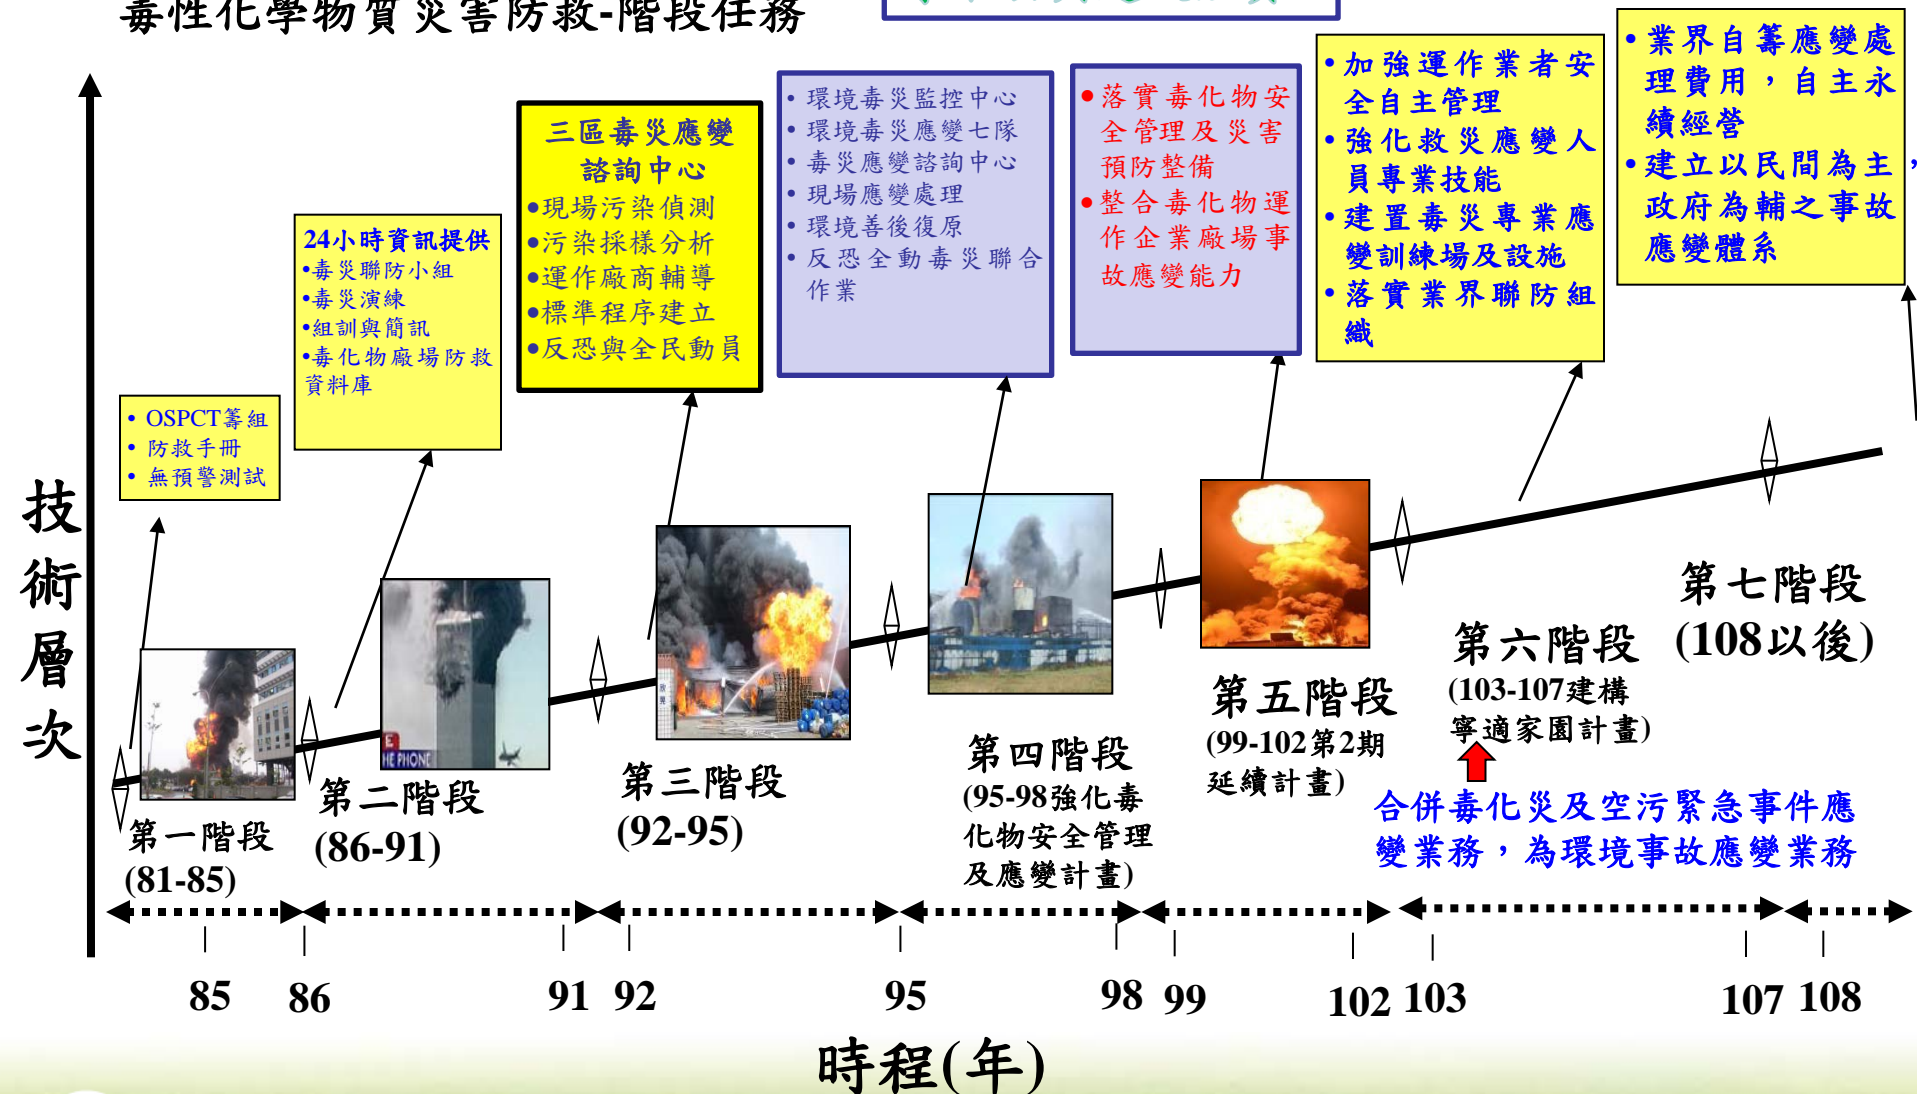 毒性化學物質災害防救-階段任務
• OSPCT籌組
• 防救手冊
• 無預警測試
24小時資訊提供
•毒災聯防小組
•毒災演練
•組訓與簡訊
•毒化物廠場防救
資料庫
三區毒災應變
諮詢中心
•現場污染偵測
•污染採樣分析
•運作廠商輔導
•標準程序建立
•反恐與全民動員
• 環境毒災監控中心
• 環境毒災應變七隊
• 毒災應變諮詢中心
• 現場應變處理
• 環境善後復原
• 反恐全動毒災聯合
作業
•落實毒化物安
全管理及災害
預防整備
•整合毒化物運
作企業廠場事
故應變能力
•加強運作業者安
全自主管理
•強化救災應變人
員專業技能
•建置毒災專業應
變訓練場及設施
•落實業界聯防組
織
•業界自籌應變處
理費用，自主永
續經營
•建立以民間為主，
政府為輔之事故
應變體系
技
術
層
次
HE PHONE
第一階段
(81-85)
第二階段
(86-91)
第三階段
(92-95)
第四階段
(95-98強化毒
化物安全管理
及應變計畫)
第五階段
(99-102第2期
延續計畫)
第六階段
(103-107建構
寧適家園計畫)
第七階段
(108以後)
合併毒化災及空污緊急事件應
變業務，為環境事故應變業務
85 86 91 92 95 98 99 102 103 107 108
時程(年)